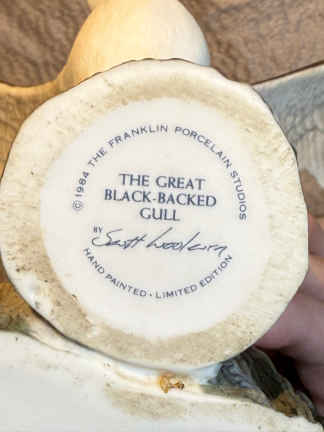 © 1984 THE FRANKLIN PORCELAIN STUDIOS
THE GREAT
BLACK-BACKED
GULL
BY
HAND PAINTED • LIMITED EDITION